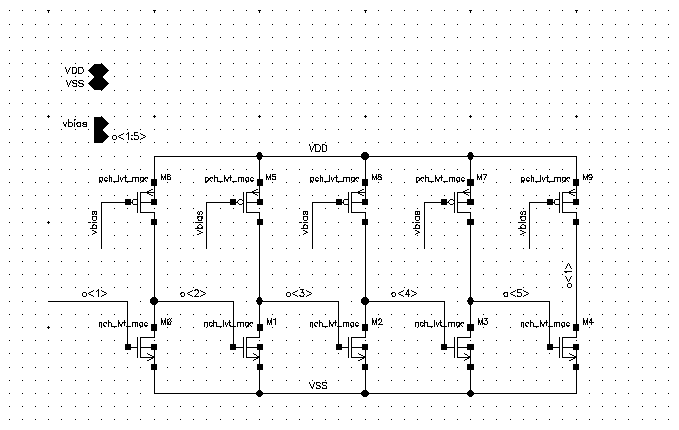 VDD
VSS
vbias
o<1:5>
VDD
pch_lvt_mac M6 pch_lvt_mac M5 pch_lvt_mac M8 pch_lvt_mac M7 pch_lvt_mac M9
vbias vbias vbias vbias vbias
o<1>
o<1> o<2> o<3> o<4> o<5>
nch_lvt_mac M0 nch_lvt_mac M1 nch_lvt_mac M2 nch_lvt_mac M3 nch_lvt_mac M4
VSS